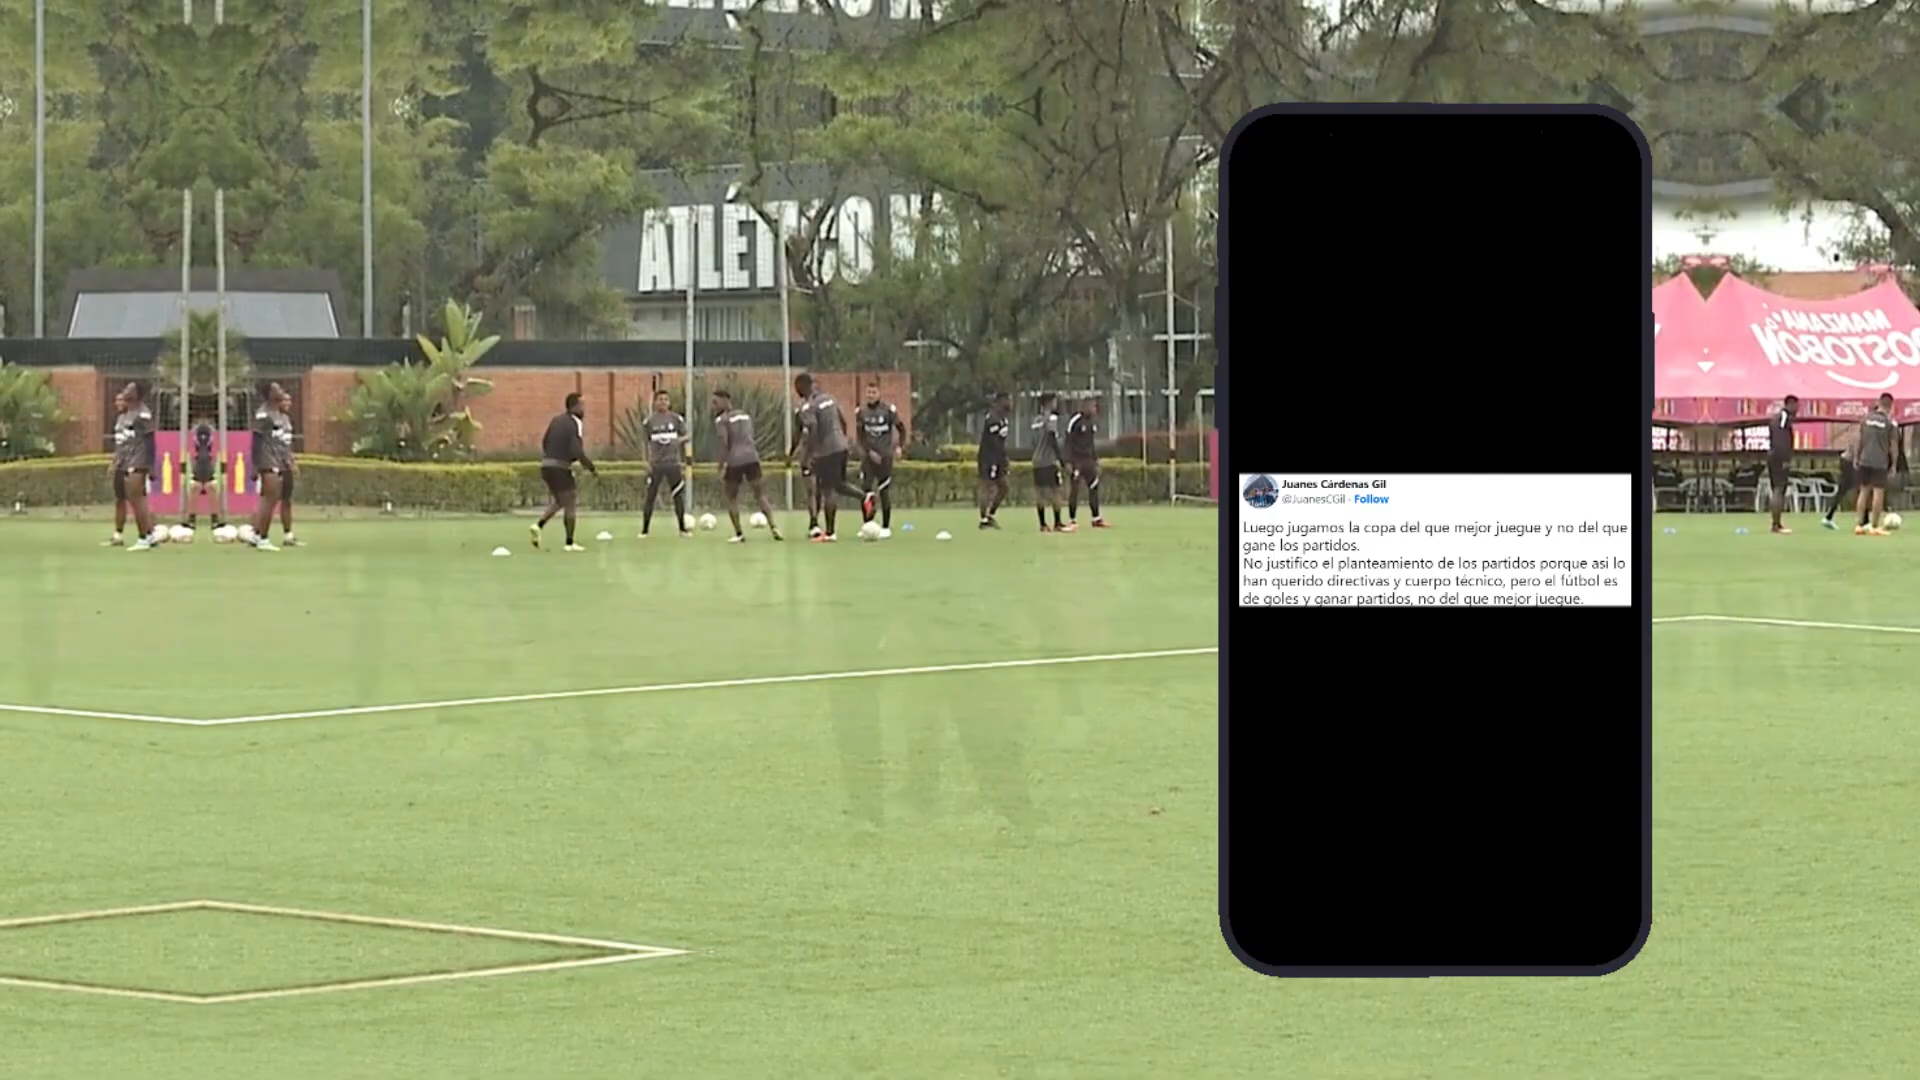 ATLÉTICO N
MANZANA
POSTOBÓN
Juanes Cárdenas Gil
@JuanesCGil · Follow
Luego jugamos la copa del que mejor juegue y no del que
gane los partidos.
No justifico el planteamiento de los partidos porque asi lo
han querido directivas y cuerpo técnico, pero el fútbol es
de goles y ganar partidos, no del que mejor juegue.